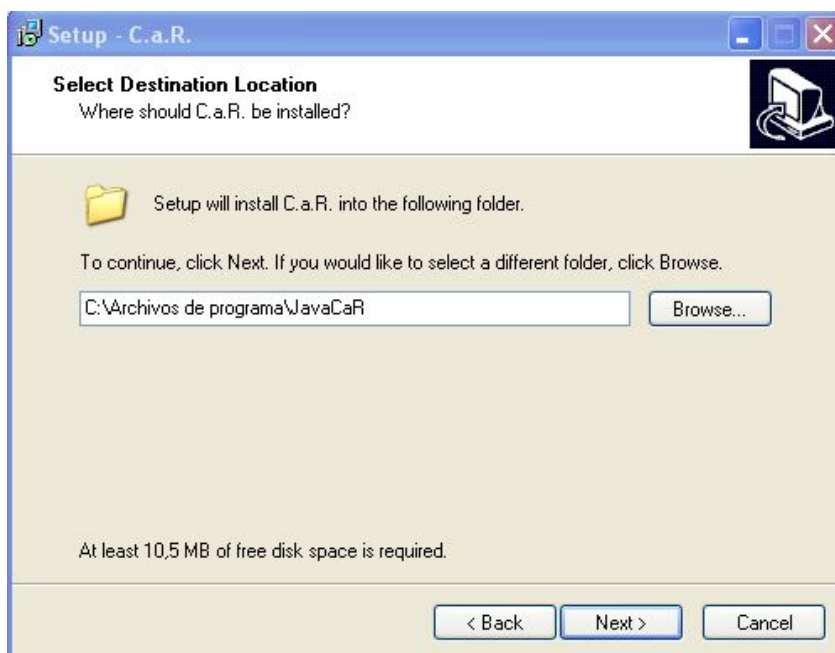 Setup - C.a.R.
Select Destination Location
Where should C.a.R. be installed?
Setup will install C.a.R. into the following folder.
To continue, click Next. If you would like to select a different folder, click Browse.
C:\Archivos de programa\JavaCaR
Browse...
At least 10,5 MB of free disk space is required.
< Back
Next >
Cancel